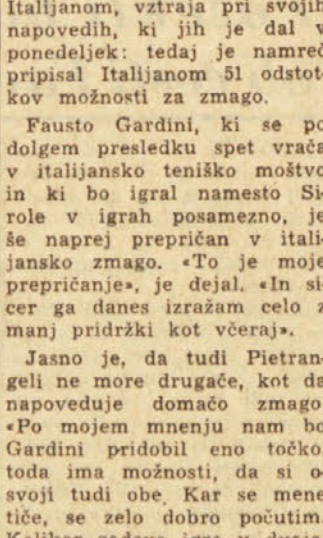 Italijanom, vztraja pri svojih
napovedih, ki jih je dal v
ponedeljek: tedaj je namreč
pripisal Italijanom 51 odstot-
kov možnosti za zmago.
Fausto Gardini, ki se po
dolgem presledku spet vrača
v italijansko teniško moštvo
in ki bo igral namesto Si-
role v igrah posamezno, je
še naprej prepričan v itali-
jansko zmago. «To je moje
prepričanje», je dejal. «In si-
cer ga danes izražam celo z
manj pridržki kot včeraj».
Jasno je, da tudi Pietran-
geli ne more drugače, kot da
napoveduje domačo zmago.
«Po mojem mnenju nam bo
Gardini pridobil eno točko,
toda ima možnosti, da si o-
svoji tudi obe. Kar se mene
tiče, se zelo dobro počutim.